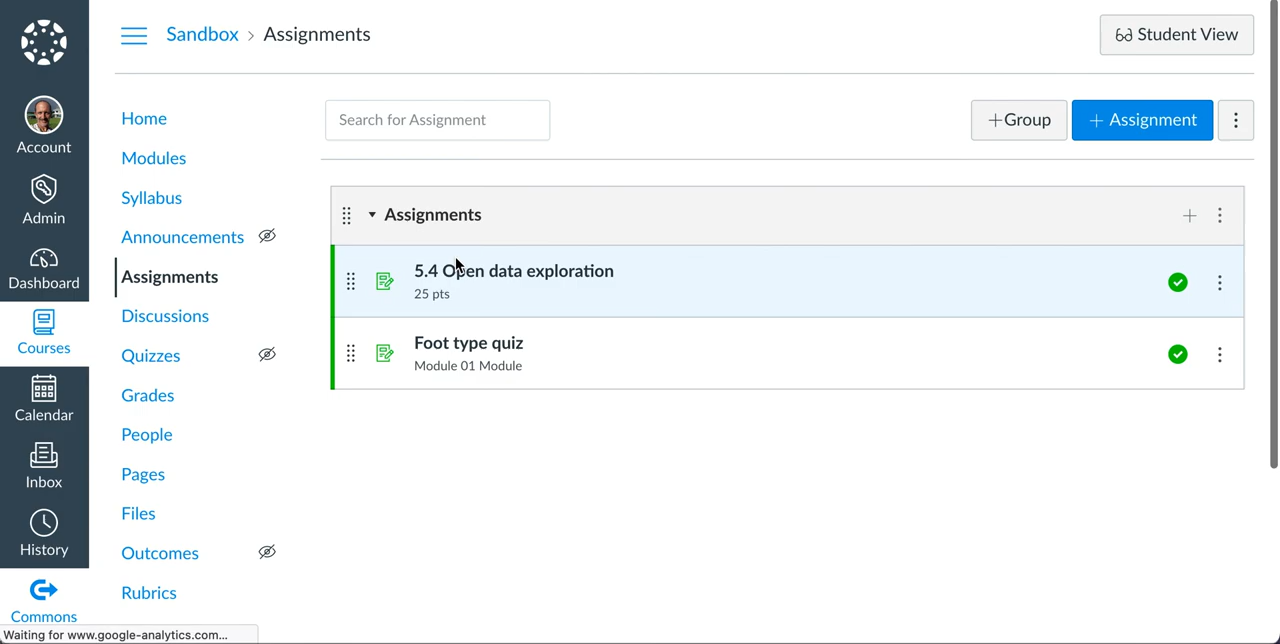 Sandbox > Assignments
Student View
Account
Admin
Dashboard
Courses
Calendar
Inbox
History
Commons
Home
Modules
Syllabus
Announcements
Assignments
Discussions
Quizzes
Grades
People
Pages
Files
Outcomes
Rubrics
Search for Assignment
+Group
+ Assignment
Assignments
5.4 Open data exploration
25 pts
Foot type quiz
Module 01 Module
Waiting for www.google-analytics.com...